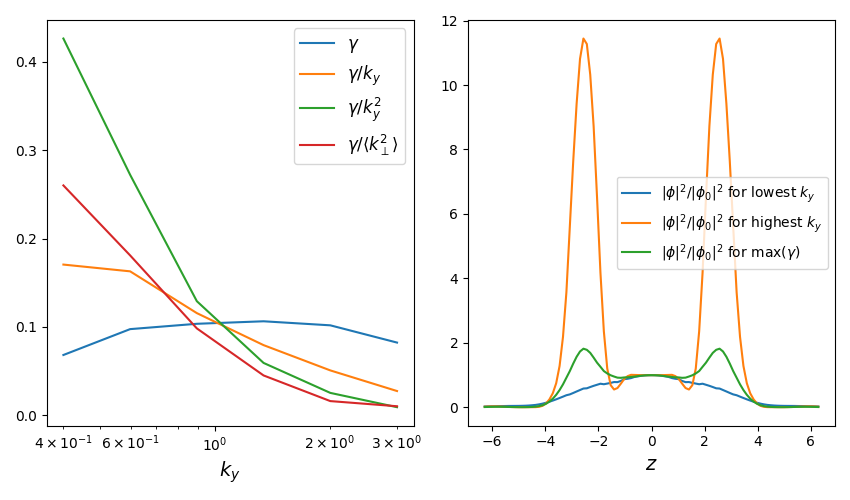 0.4
0.3
0.2
0.1
0.0
γ
γ/k_y
γ/k_y^2
γ/⟨k_⊥^2⟩
4 × 10^−1 6 × 10^−1 10^0 2 × 10^0 3 × 10^0
k_y
12
10
8
6
4
2
0
|ϕ|^2/|ϕ_0|^2 for lowest k_y
|ϕ|^2/|ϕ_0|^2 for highest k_y
|ϕ|^2/|ϕ_0|^2 for max(γ)
−6 −4 −2 0 2 4 6
z